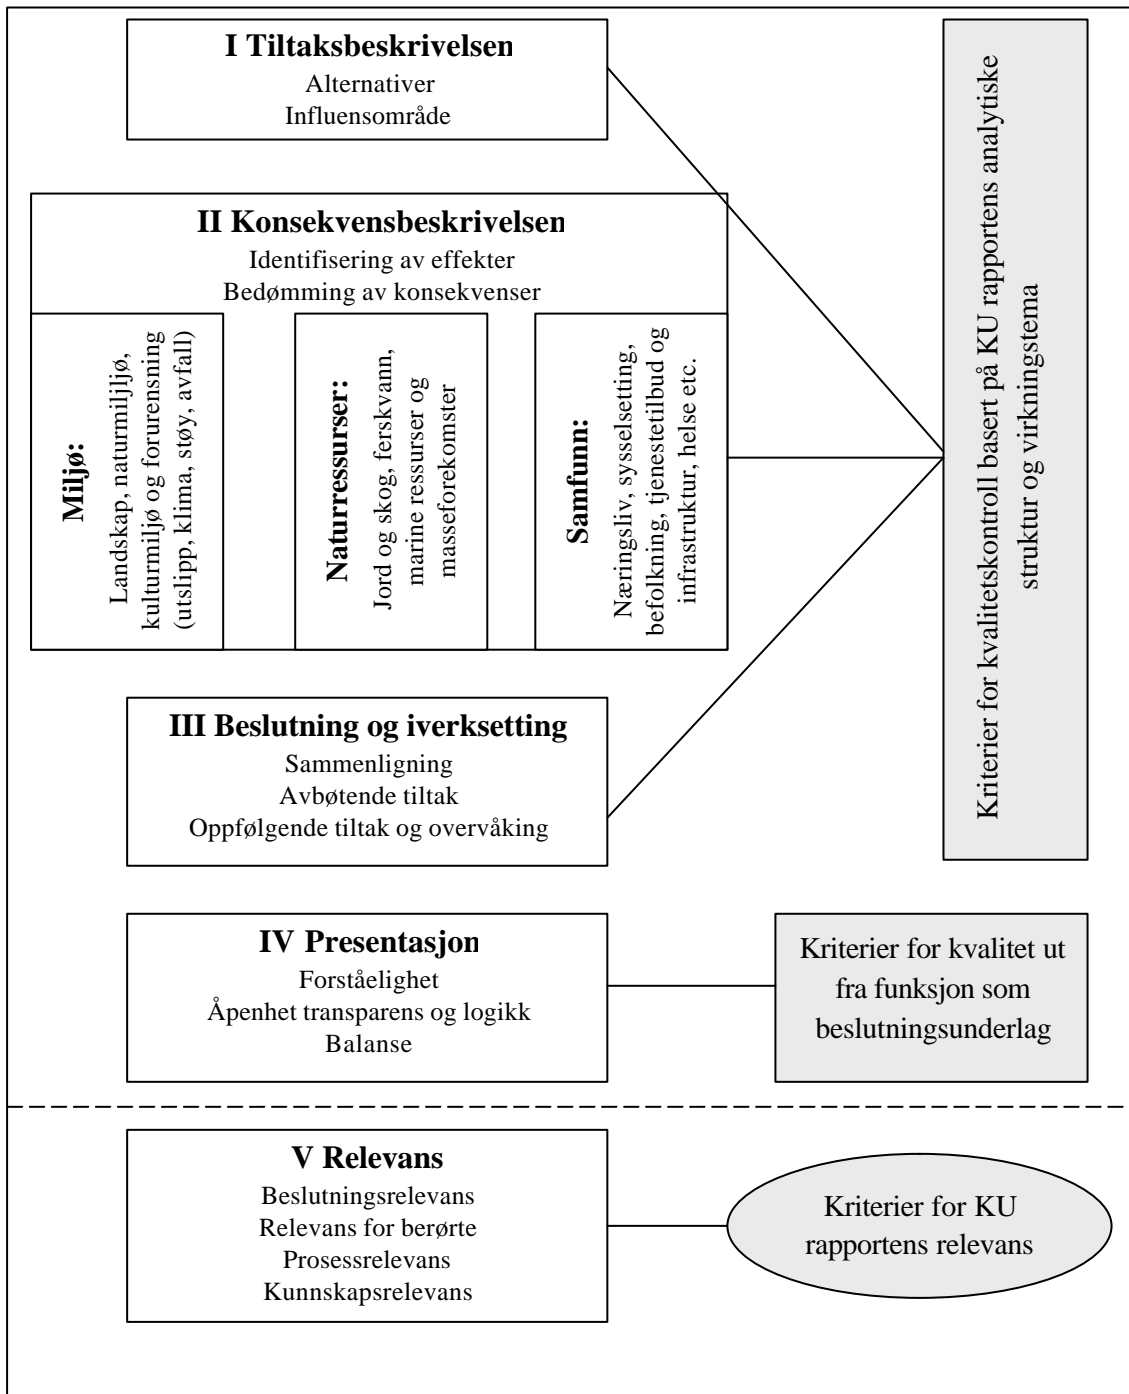 I Tiltaksbeskrivelsen
Alternativer
Influensområde
II Konsekvensbeskrivelsen
Identifisering av effekter
Bedømming av konsekvenser
Miljø:
Landskap, naturmiljljø,
kulturmiljø og forurensning
(utslipp, klima, støy, avfall)
Naturressurser:
Jord og skog, ferskvann,
marine ressurser og
masseforekomster
Samfunn:
Næringsliv, sysselsetting,
befolkning, tjenestetilbud og
infrastruktur, helse etc.
III Beslutning og iverksetting
Sammenligning
Avbøtende tiltak
Oppfølgende tiltak og overvåking
Kriterier for kvalitetskontroll basert på KU rapportens analytiske
struktur og virkningstema
IV Presentasjon
Forståelighet
Åpenhet transparens og logikk
Balanse
Kriterier for kvalitet ut
fra funksjon som
beslutningsunderlag
V Relevans
Beslutningsrelevans
Relevans for berørte
Prosessrelevans
Kunnskapsrelevans
Kriterier for KU
rapportens relevans